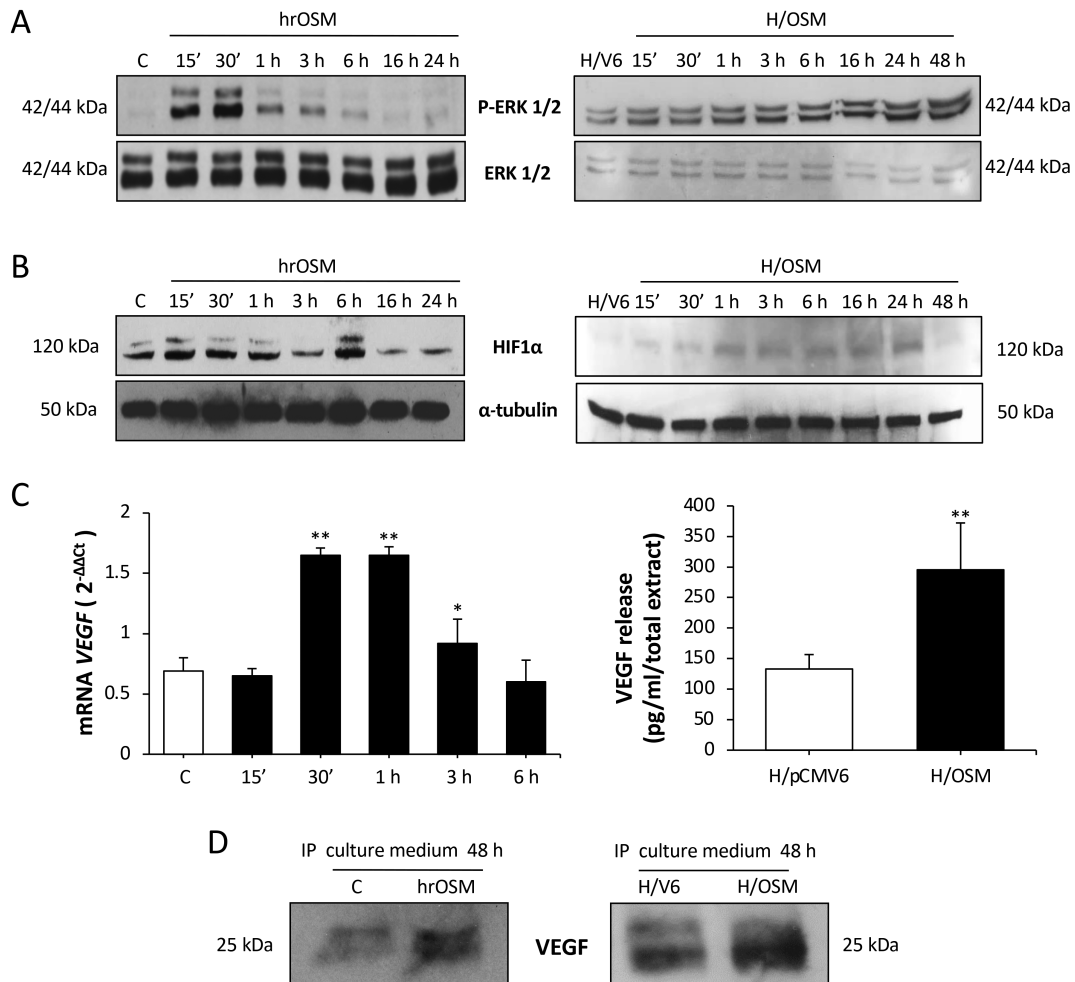 A
hrOSM
H/OSM
C 15’ 30’ 1 h 3 h 6 h 16 h 24 h
H/V6 15’ 30’ 1 h 3 h 6 h 16 h 24 h 48 h
42/44 kDa
P-ERK 1/2
42/44 kDa
42/44 kDa
ERK 1/2
42/44 kDa
B
hrOSM
H/OSM
C 15’ 30’ 1 h 3 h 6 h 16 h 24 h
H/V6 15’ 30’ 1 h 3 h 6 h 16 h 24 h 48 h
120 kDa
HIF1α
120 kDa
50 kDa
α-tubulin
50 kDa
C
mRNA VEGF ( 2-ΔΔCt )
2
1.5
1
0.5
0
** ** *
C 15’ 30’ 1 h 3 h 6 h
VEGF release
(pg/ml/total extract)
400
350
300
250
200
150
100
50
0
**
H/pCMV6 H/OSM
D
IP culture medium 48 h
IP culture medium 48 h
C hrOSM
H/V6 H/OSM
25 kDa
VEGF
25 kDa